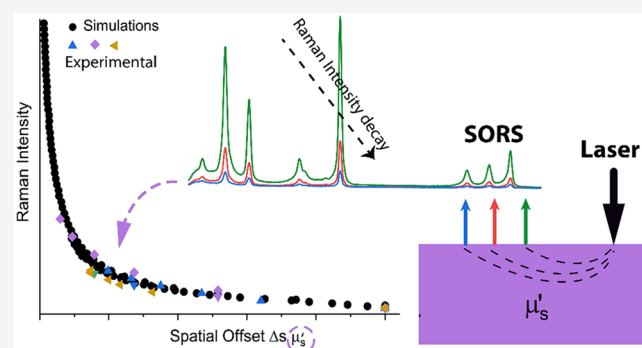 Simulations
Experimental
Raman Intensity
Raman Intensity decay
SORS
Laser
μ's
Spatial Offset Δs μ's